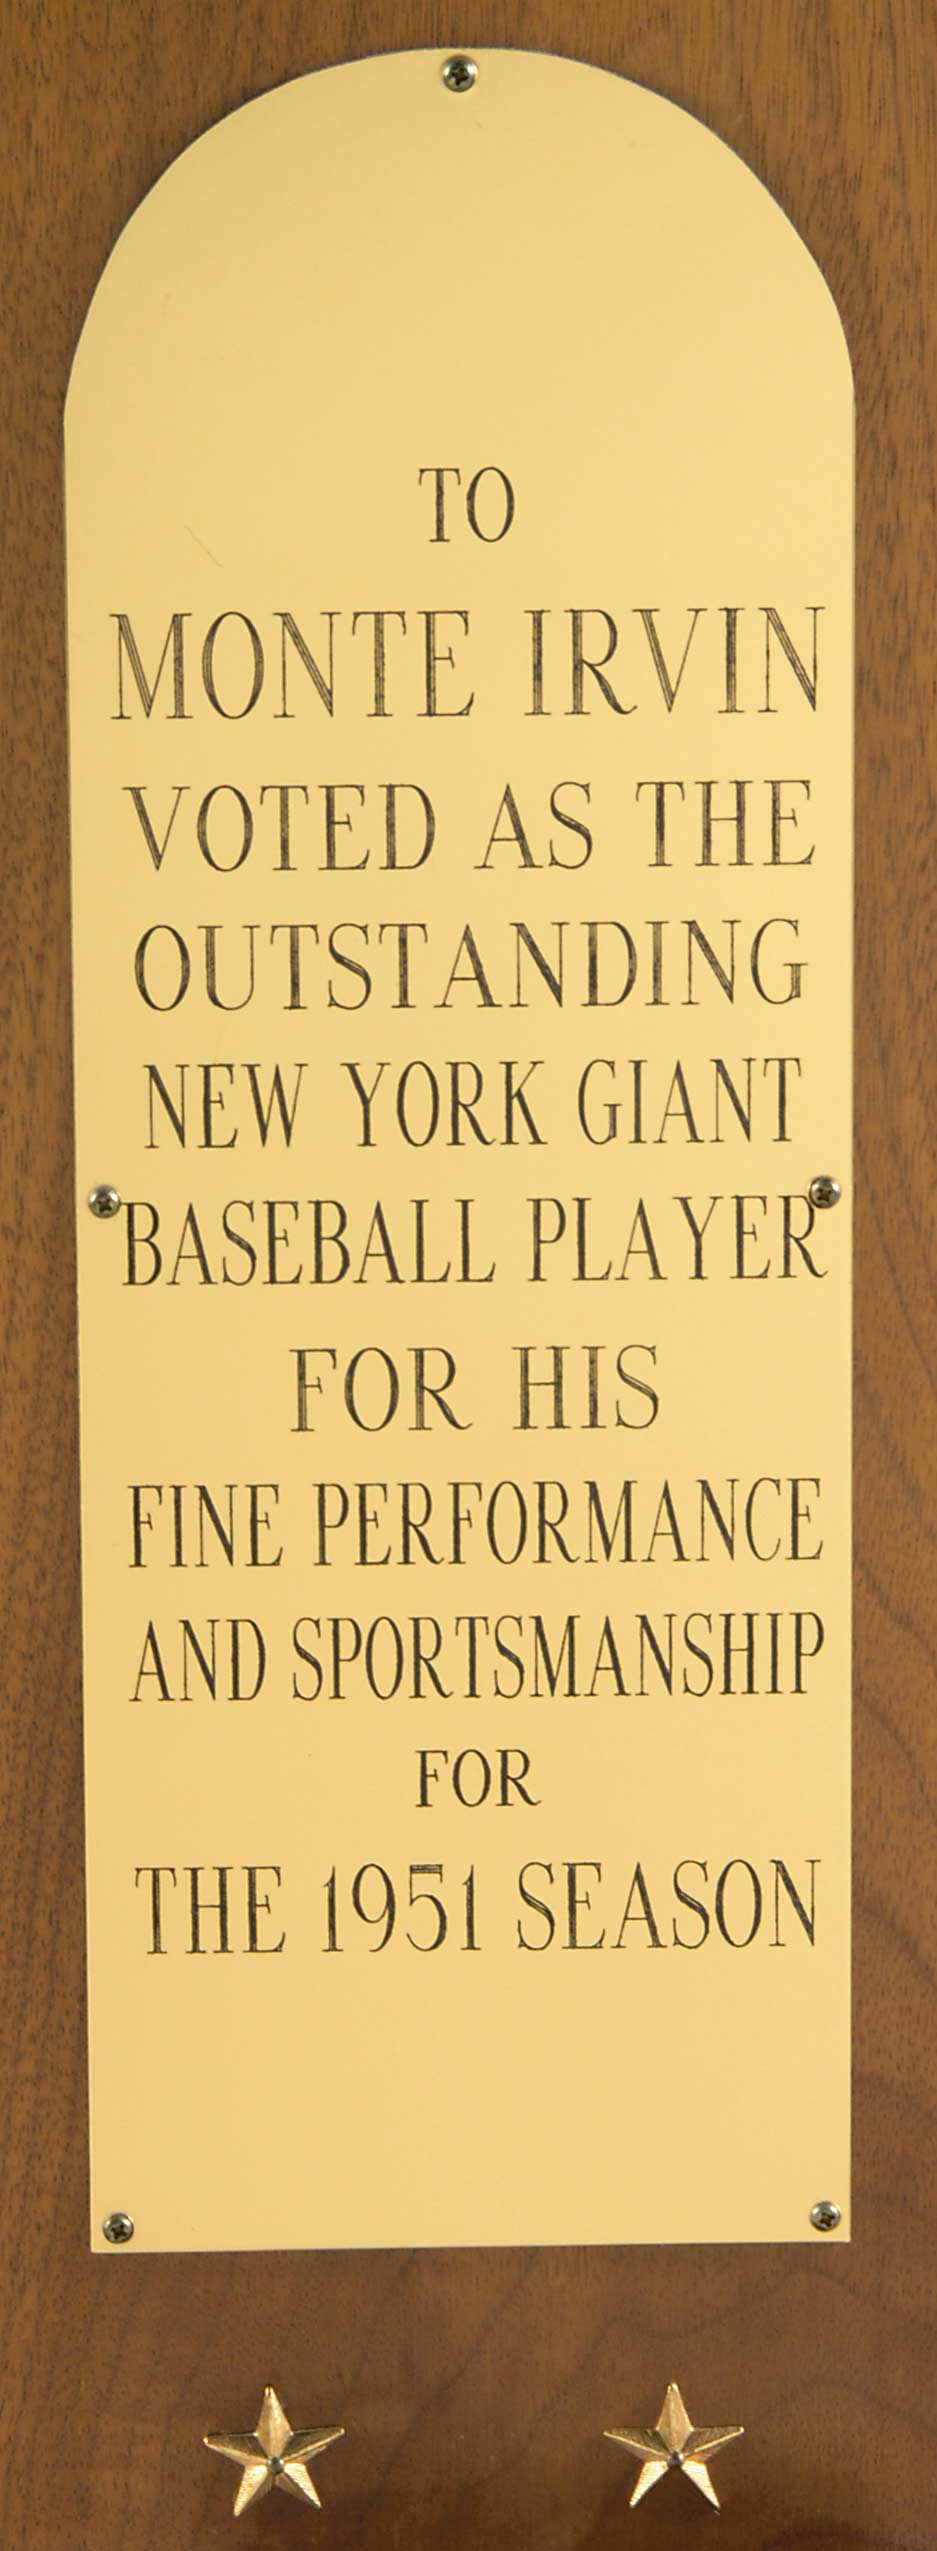 TO
MONTE IRVIN
VOTED AS THE
OUTSTANDING
NEW YORK GIANT
BASEBALL PLAYER
FOR HIS
FINE PERFORMANCE
AND SPORTSMANSHIP
FOR
THE 1951 SEASON